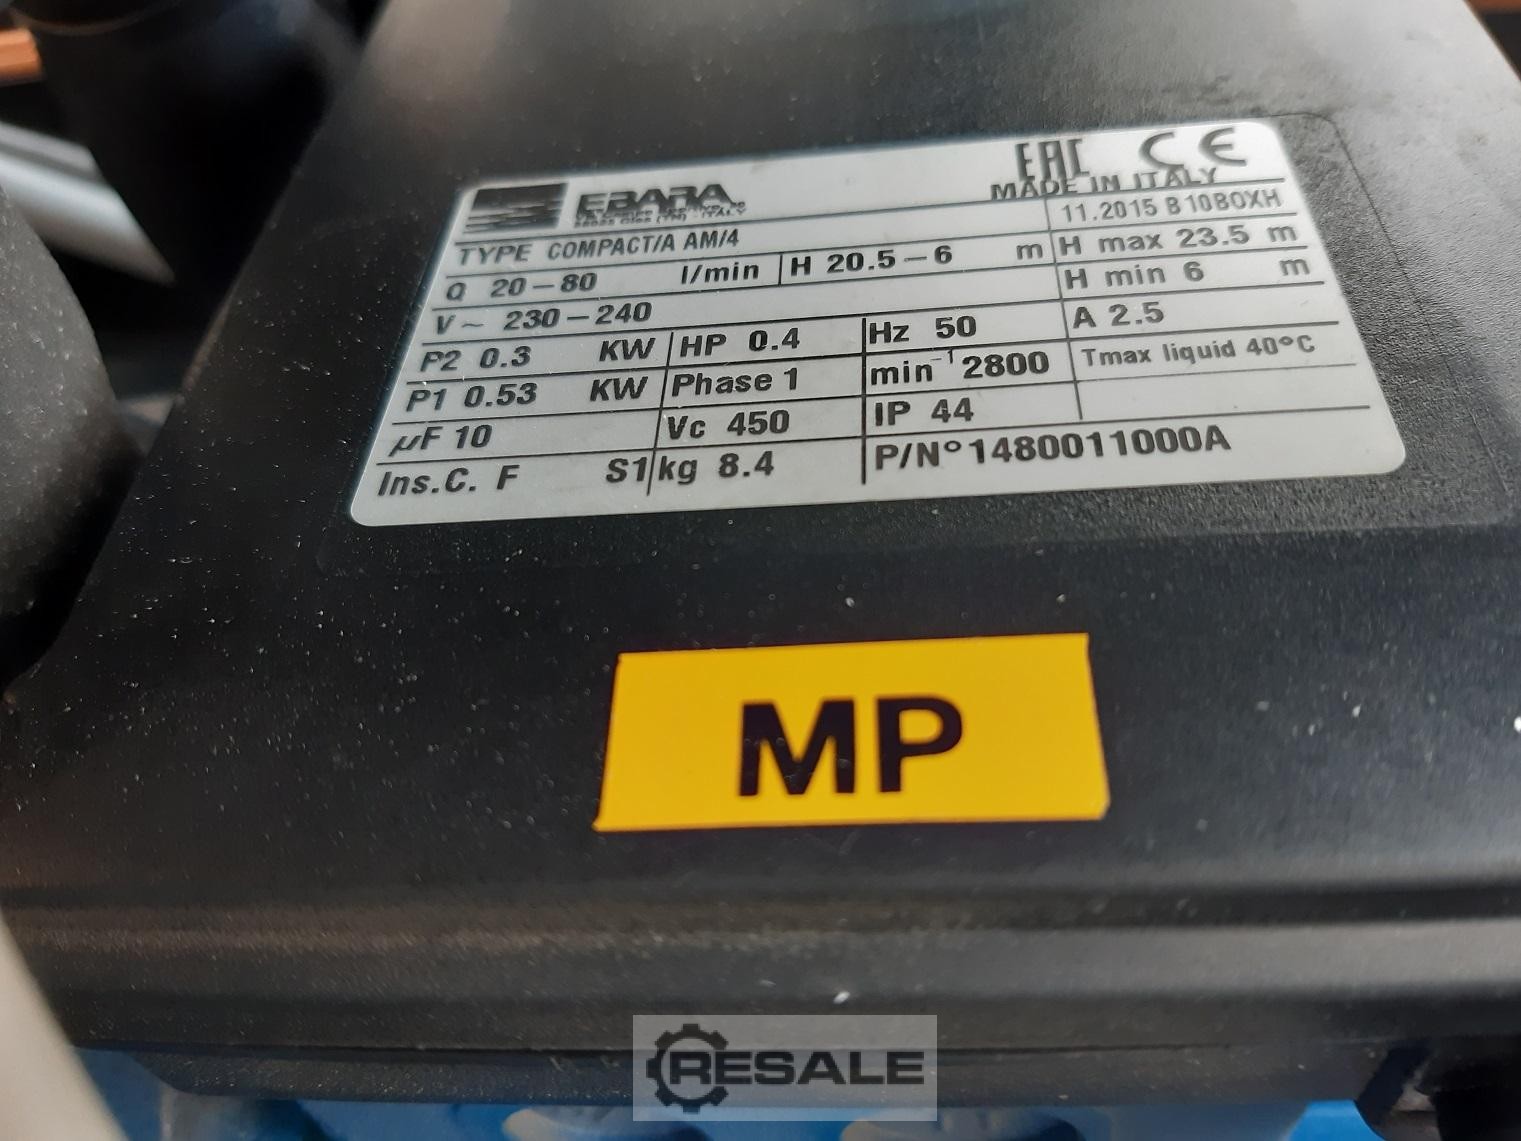 EBARA
EAC CE
MADE IN ITALY
TYPE COMPACT/A AM/4
11.2015 B10BOXH
Q 20-80 l/min H 20.5-6 m H max 23.5 m
V~ 230-240 H min 6 m
P2 0.3 KW HP 0.4 Hz 50 A 2.5
P1 0.53 KW Phase 1 min-1 2800 Tmax liquid 40°C
µF 10 Vc 450 IP 44
Ins.C. F S1 kg 8.4 P/N° 1480011000A
MP
RESALE